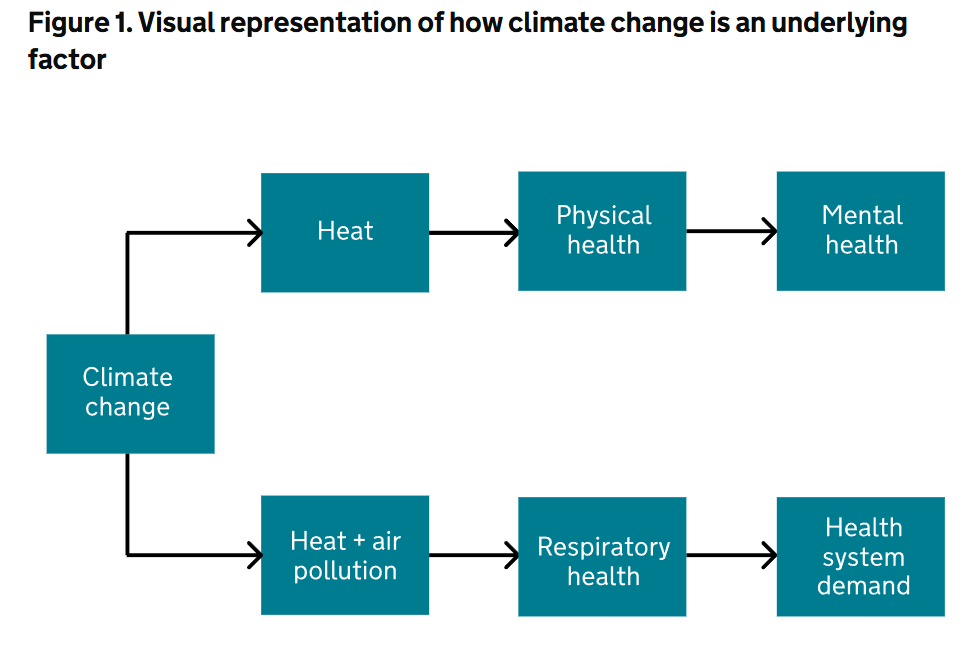 Figure 1. Visual representation of how climate change is an underlying
factor
Heat
Physical
health
Mental
health
Climate
change
Heat + air
pollution
Respiratory
health
Health
system
demand